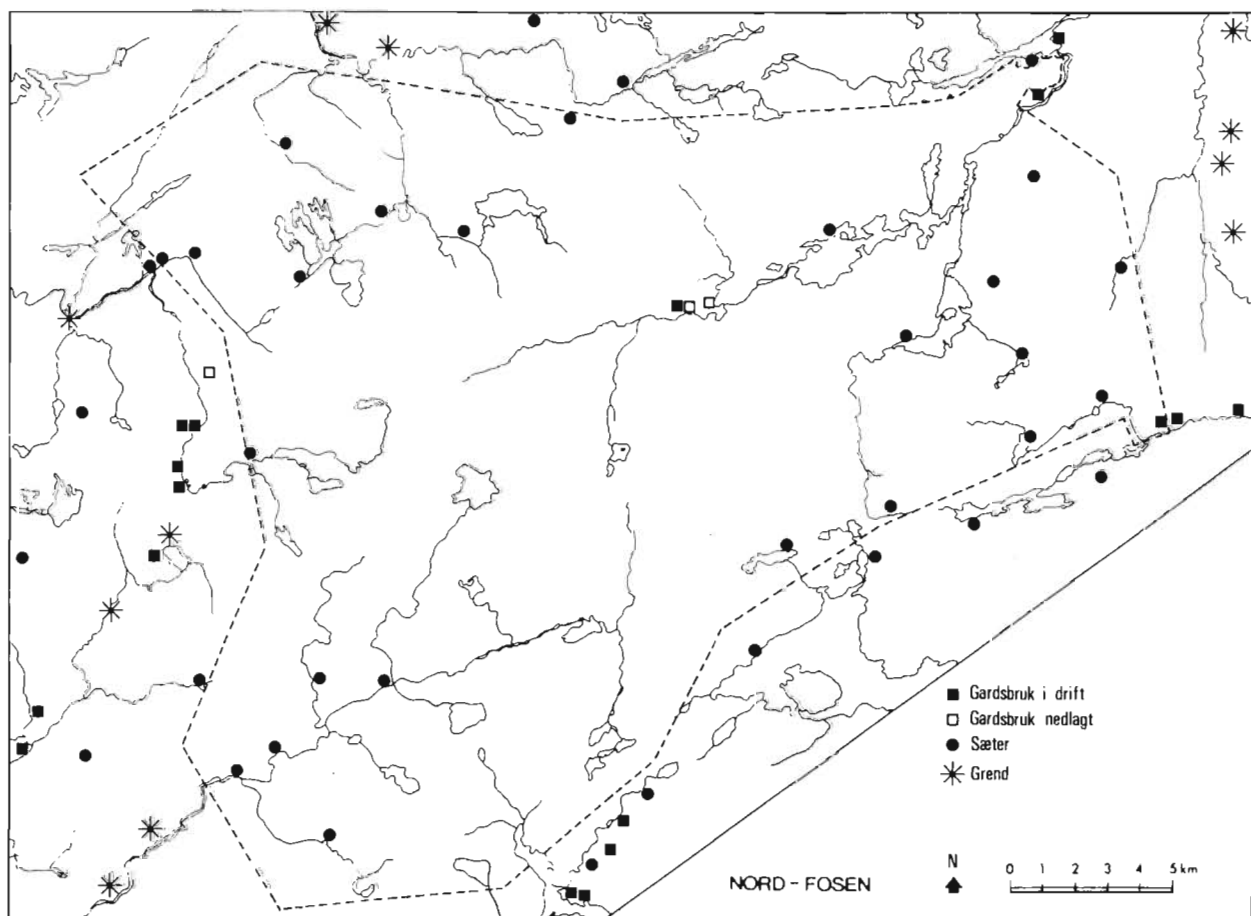 Gardsbruk i drift
Gardsbruk nedlagt
Sæter
Grend
NORD-FOSEN
N
0 1 2 3 4 5 km